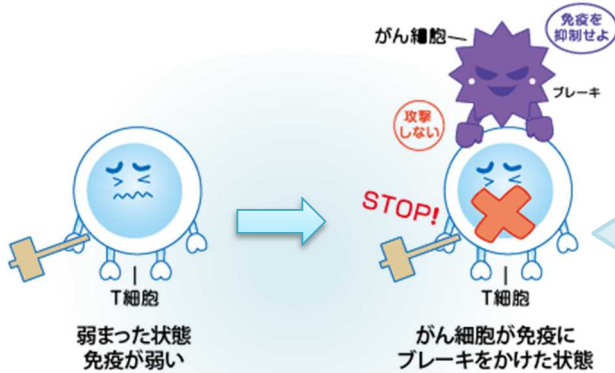 がん細胞
免疫を
抑制せよ
ブレーキ
攻撃
しない
STOP!
T細胞
T細胞
弱まった状態
免疫が弱い
がん細胞が免疫に
ブレーキをかけた状態